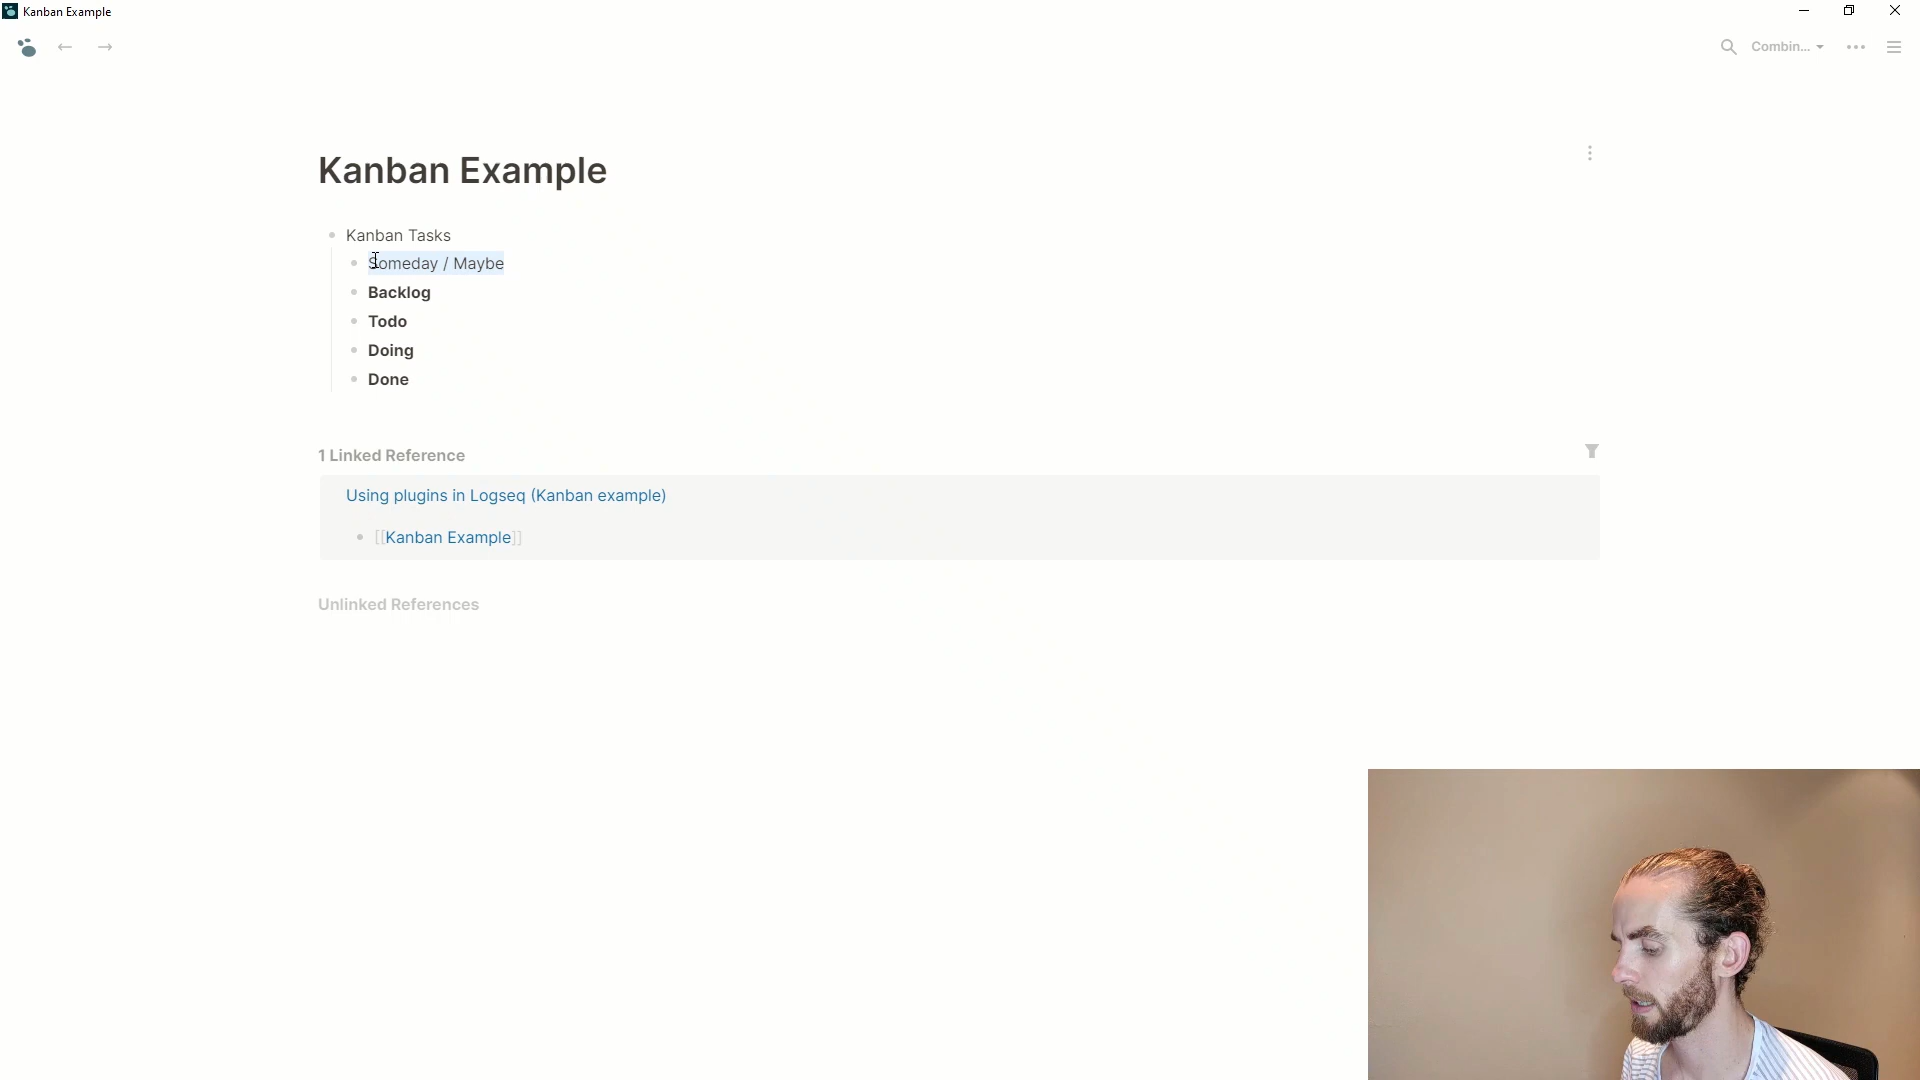 Kanban Example
Combin...
Kanban Example
Kanban Tasks
Someday / Maybe
Backlog
Todo
Doing
Done
1 Linked Reference
Using plugins in Logseq (Kanban example)
[[Kanban Example]]
Unlinked References